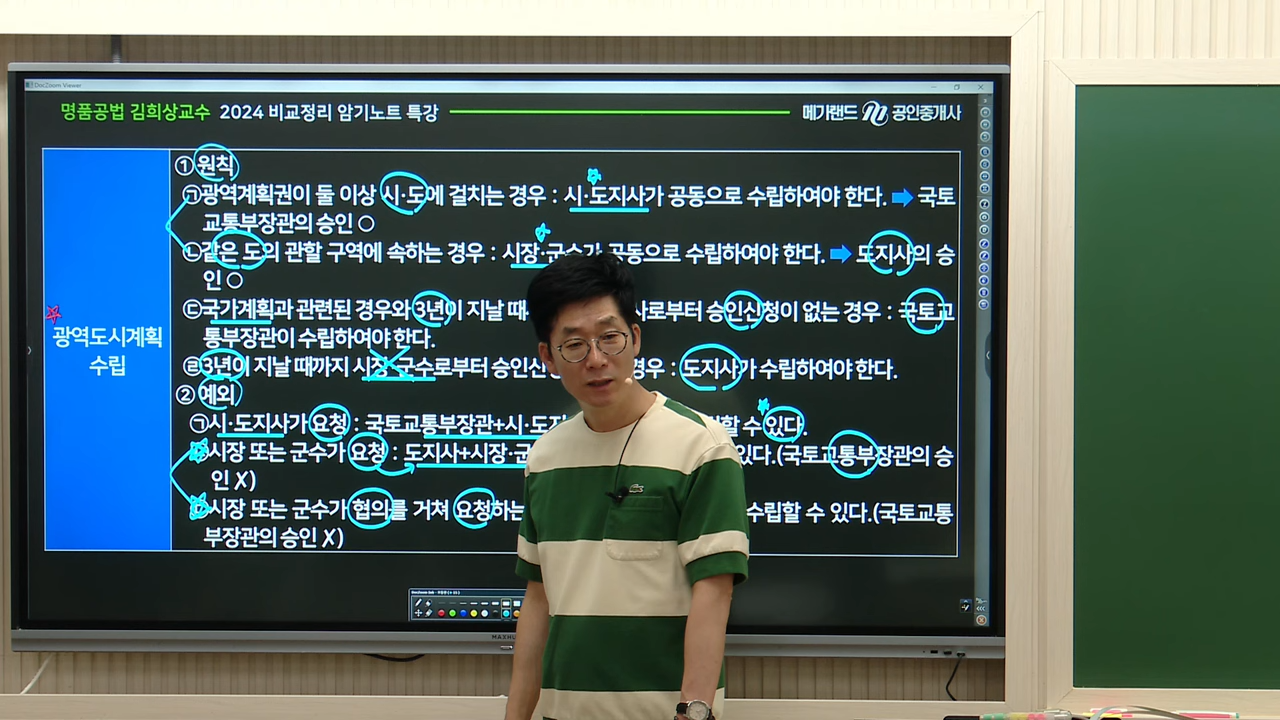 DocZoom Viewer
명품공법 김희상교수 2024 비교정리 암기노트 특강
메가랜드 공인중개사
광역도시계획
수립
① 원칙
㉠광역계획권이 둘 이상 시·도에 걸치는 경우 : 시·도지사가 공동으로 수립하여야 한다. ➡ 국토
교통부장관의 승인 ○
㉡같은 도의 관할 구역에 속하는 경우 : 시장·군수가 공동으로 수립하여야 한다. ➡ 도지사의 승
인 ○
㉢국가계획과 관련된 경우와 3년이 지날 때 사로부터 승인신청이 없는 경우 : 국토교
통부장관이 수립하여야 한다.
㉣3년이 지날 때까지 시장·군수로부터 승인신 경우 : 도지사가 수립하여야 한다.
② 예외
㉠시·도지사가 요청 : 국토교통부장관+시·도지 할 수 있다.
시장 또는 군수가 요청 : 도지사+시장·군 있다.(국토교통부장관의 승
인 X)
시장 또는 군수가 협의를 거쳐 요청하는 수립할 수 있다.(국토교통
부장관의 승인 X)